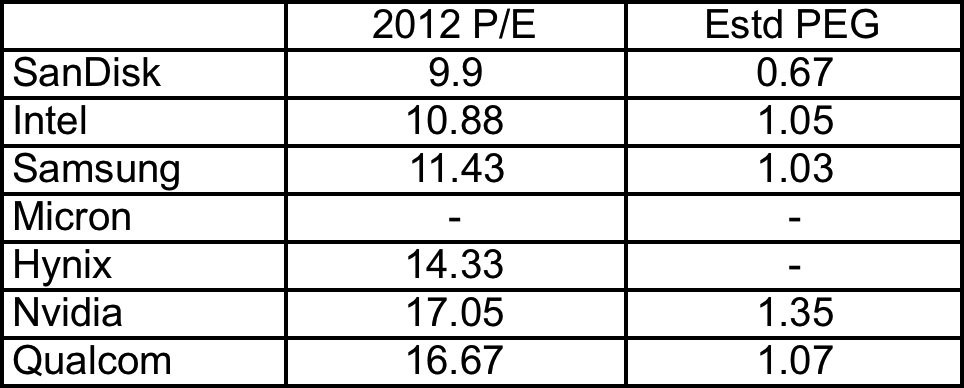 2012 P/E Estd PEG
SanDisk 9.9 0.67
Intel 10.88 1.05
Samsung 11.43 1.03
Micron - -
Hynix 14.33 -
Nvidia 17.05 1.35
Qualcom 16.67 1.07